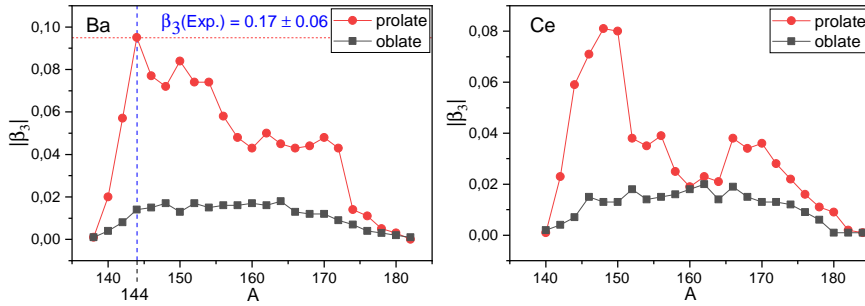 Ba
β3(Exp.) = 0.17 ± 0.06
prolate
oblate
|β3|
0,10
0,08
0,06
0,04
0,02
0,00
140
150
160
170
180
144
A
Ce
prolate
oblate
|β3|
0,08
0,06
0,04
0,02
0,00
140
150
160
170
180
A